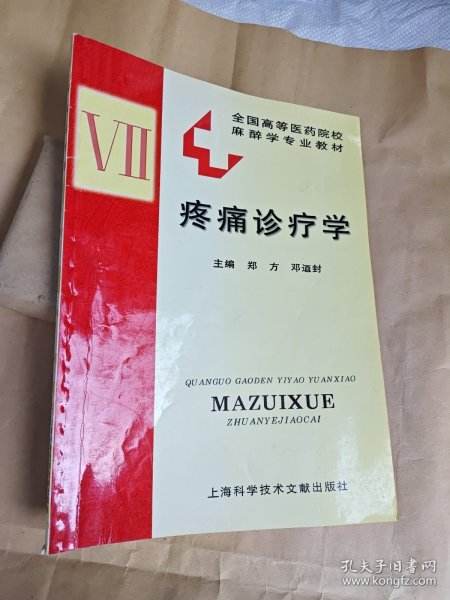 VII
全国高等医药院校
麻醉学专业教材
疼痛诊疗学
主编 郑 方 邓迺封
QUANGUO GAODEN YIYAO YUANXIAO
MAZUIXUE
ZHUANYEJIAOCAI
上海科学技术文献出版社
孔夫子旧书网
www.kongfz.com